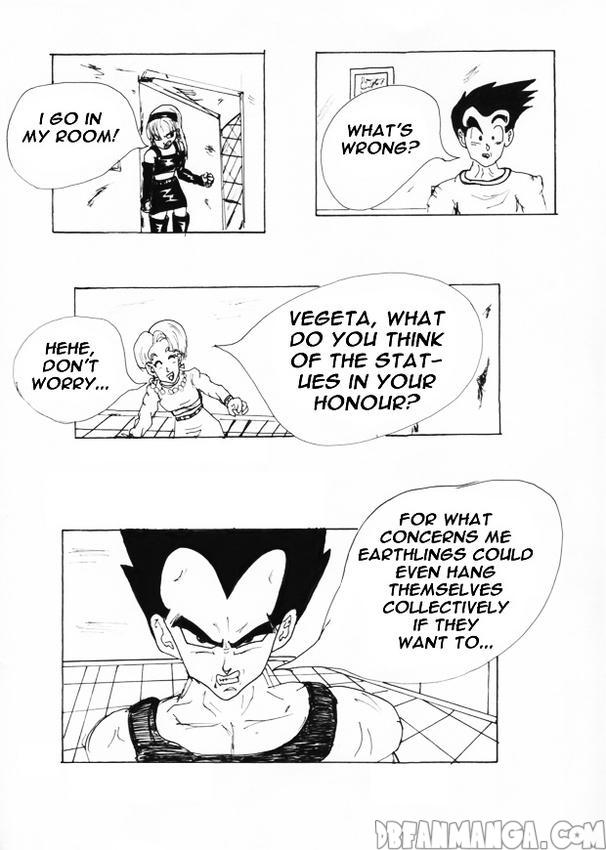 I GO IN
MY ROOM!
WHAT'S
WRONG?
HEHE,
DON'T
WORRY...
VEGETA, WHAT
DO YOU THINK
OF THE STAT-
UES IN YOUR
HONOUR?
FOR WHAT
CONCERNS ME
EARTHLINGS COULD
EVEN HANG
THEMSELVES
COLLECTIVELY
IF THEY
WANT TO...
DBFANMANGA.COM